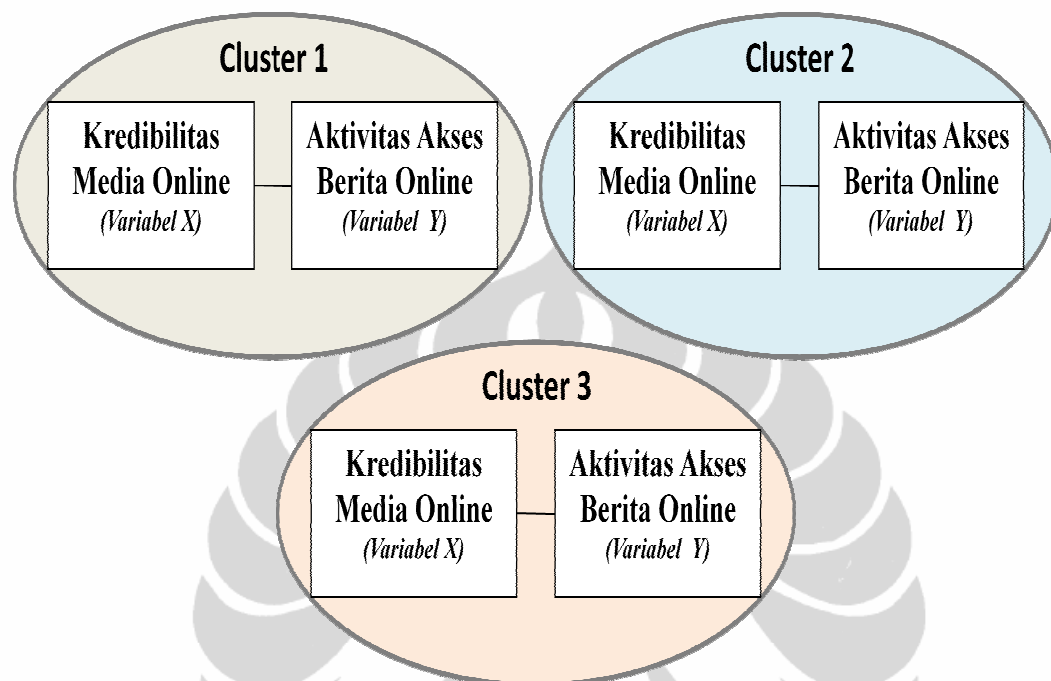 Cluster 1
Kredibilitas
Media Online
(Variabel X)
Aktivitas Akses
Berita Online
(Variabel Y)
Cluster 2
Kredibilitas
Media Online
(Variabel X)
Aktivitas Akses
Berita Online
(Variabel Y)
Cluster 3
Kredibilitas
Media Online
(Variabel X)
Aktivitas Akses
Berita Online
(Variabel Y)